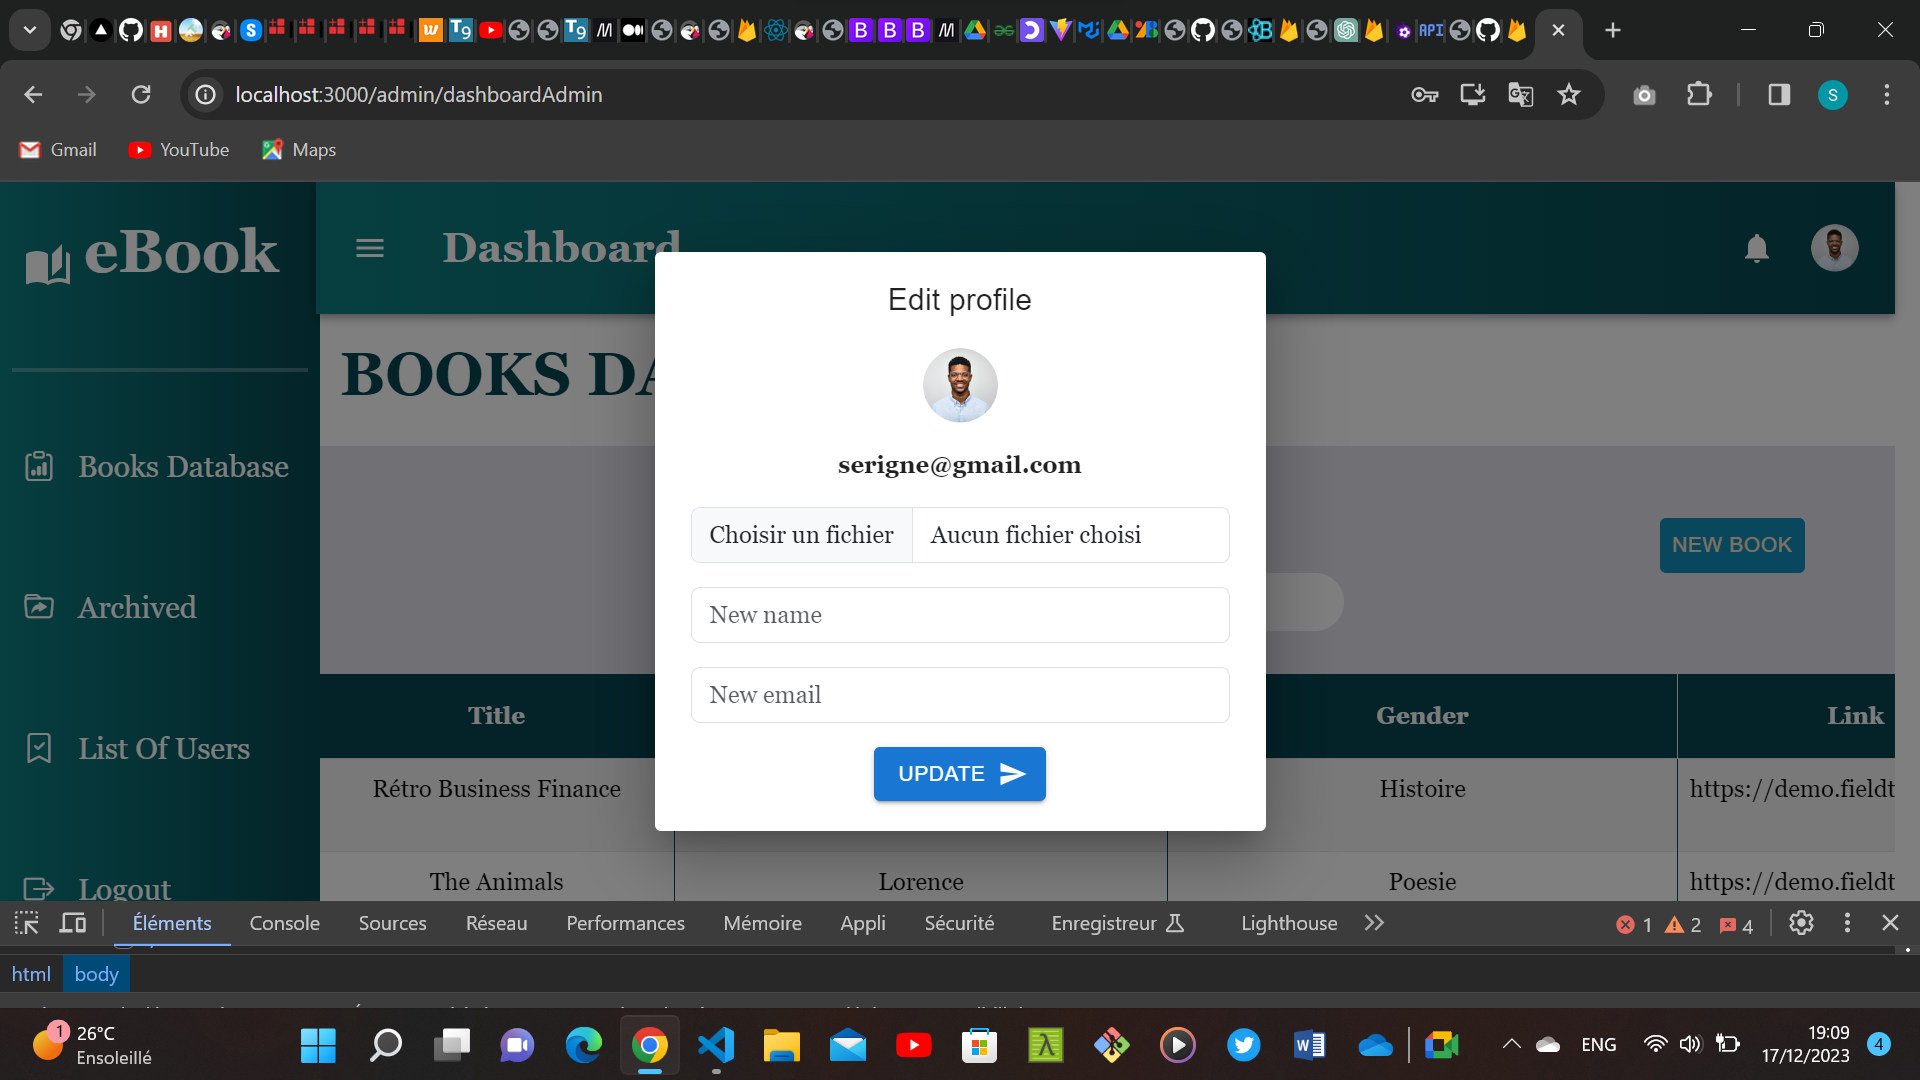 localhost:3000/admin/dashboardAdmin
S
Gmail
YouTube
Maps
eBook
Dashboard
Edit profile
BOOKS DA
serigne@gmail.com
Books Database
Choisir un fichier
Aucun fichier choisi
NEW BOOK
Archived
New name
New email
Title
Gender
Link
List Of Users
UPDATE
Rétro Business Finance
Histoire
https://demo.fieldt
The Animals
Lorence
Poesie
https://demo.fieldt
Logout
Éléments
Console
Sources
Réseau
Performances
Mémoire
Appli
Sécurité
Enregistreur
Lighthouse
1
2
4
html
body
1
26°C
Ensoleillé
ENG
19:09
17/12/2023
4